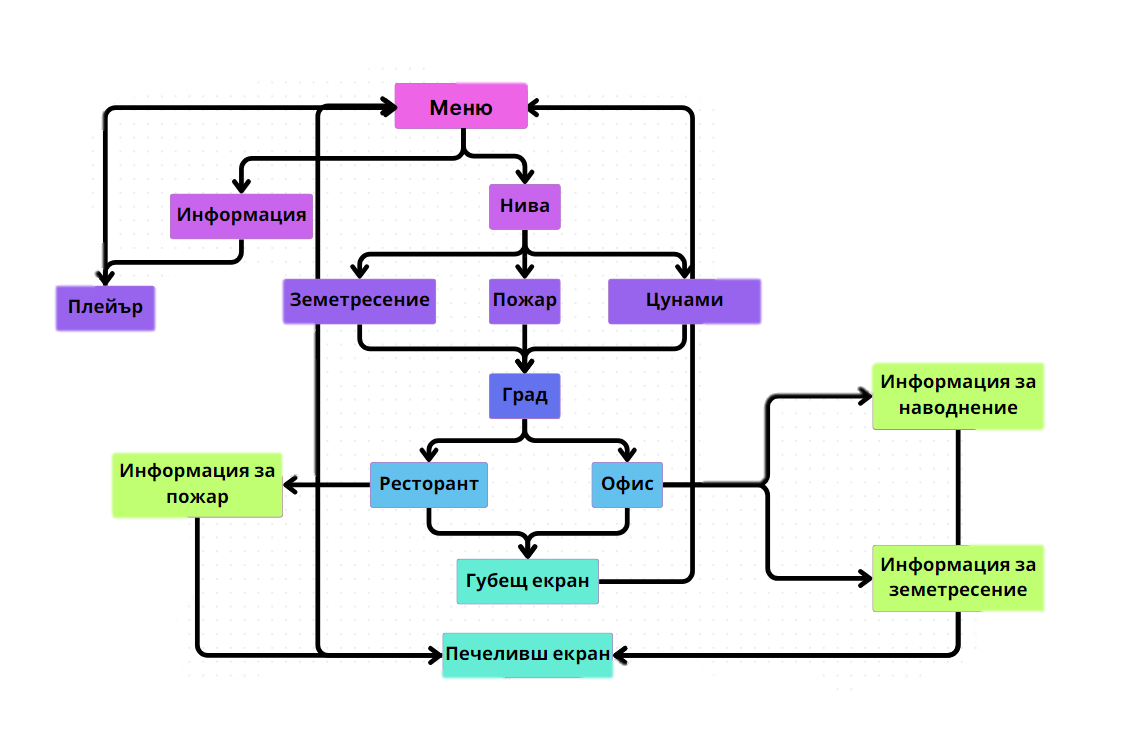 Меню
Информация
Нива
Плейър
Земетресение
Пожар
Цунами
Град
Информация за
наводнение
Информация за
пожар
Ресторант
Офис
Губещ екран
Информация за
земетресение
Печеливш екран